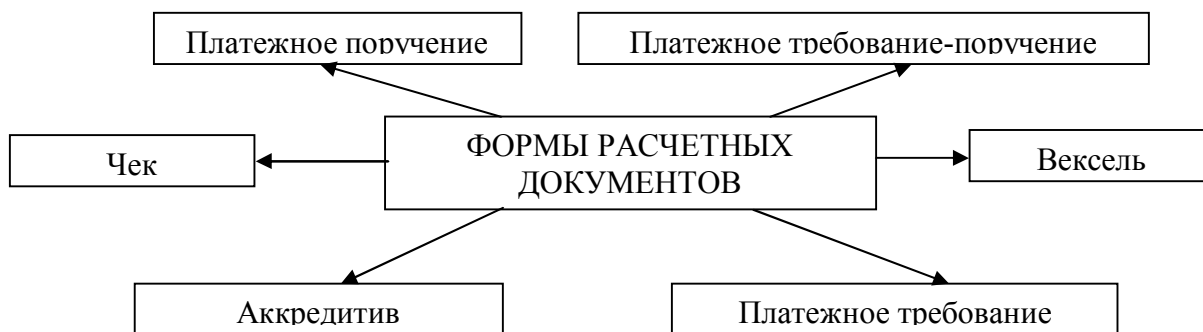 Платежное поручение
Платежное требование-поручение
ФОРМЫ РАСЧЕТНЫХ
ДОКУМЕНТОВ
Чек
Вексель
Аккредитив
Платежное требование